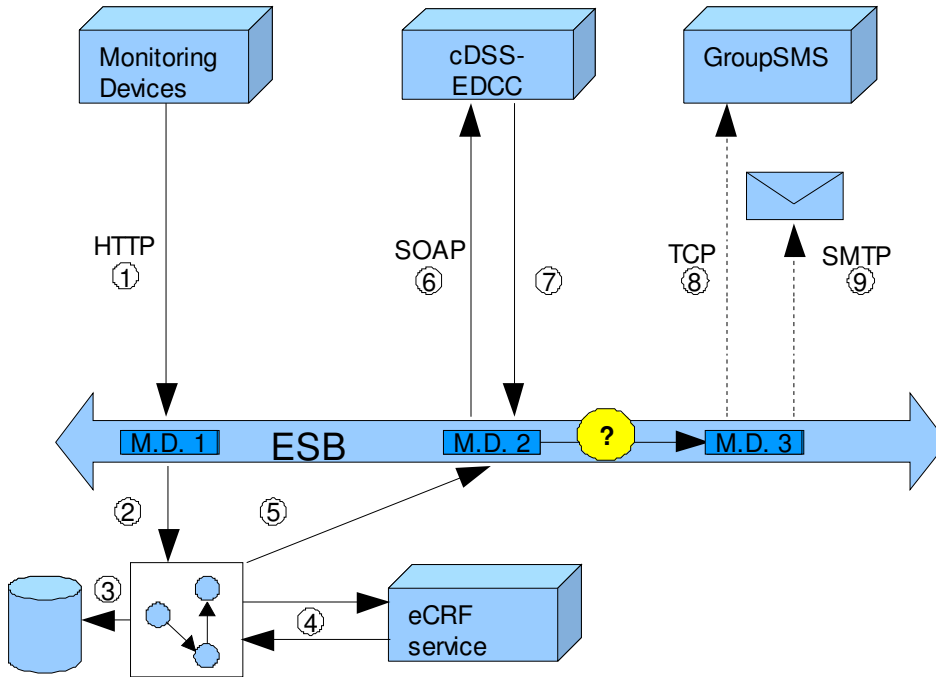 Monitoring
Devices
cDSS-
EDCC
GroupSMS
HTTP
1
SOAP
6
7
TCP
8
SMTP
9
M.D. 1
ESB
M.D. 2
?
M.D. 3
2
5
3
4
eCRF
service